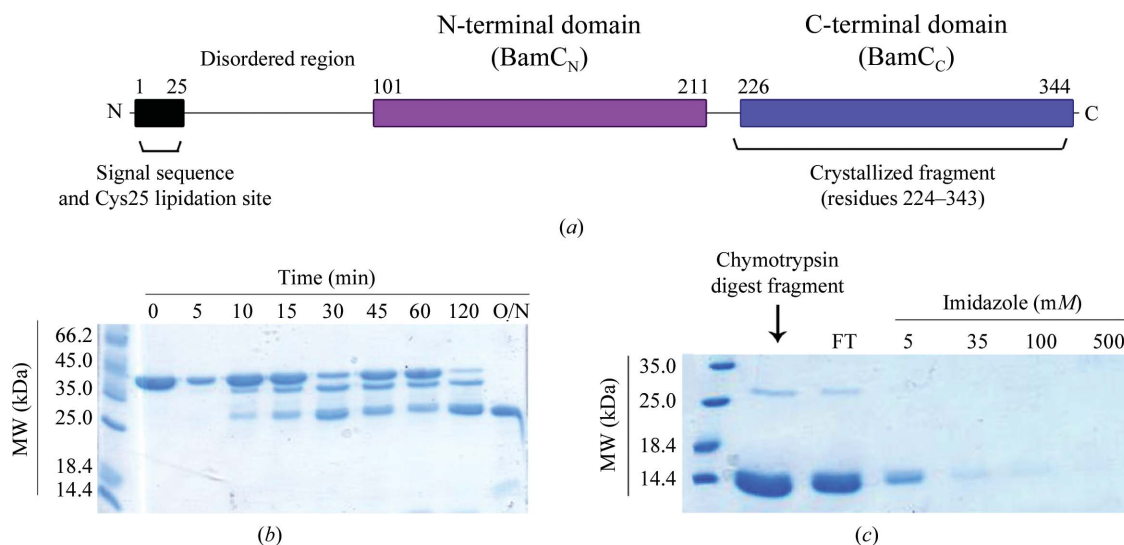 N-terminal domain
(BamCN)
C-terminal domain
(BamCC)
Disordered region
1 25 101 211 226 344
N C
Signal sequence
and Cys25 lipidation site
Crystallized fragment
(residues 224–343)
(a)
Time (min)
0 5 10 15 30 45 60 120 O/N
MW (kDa)
66.2
45.0
35.0
25.0
18.4
14.4
(b)
Chymotrypsin
digest fragment
Imidazole (mM)
FT 5 35 100 500
MW (kDa)
35.0
25.0
18.4
14.4
(c)